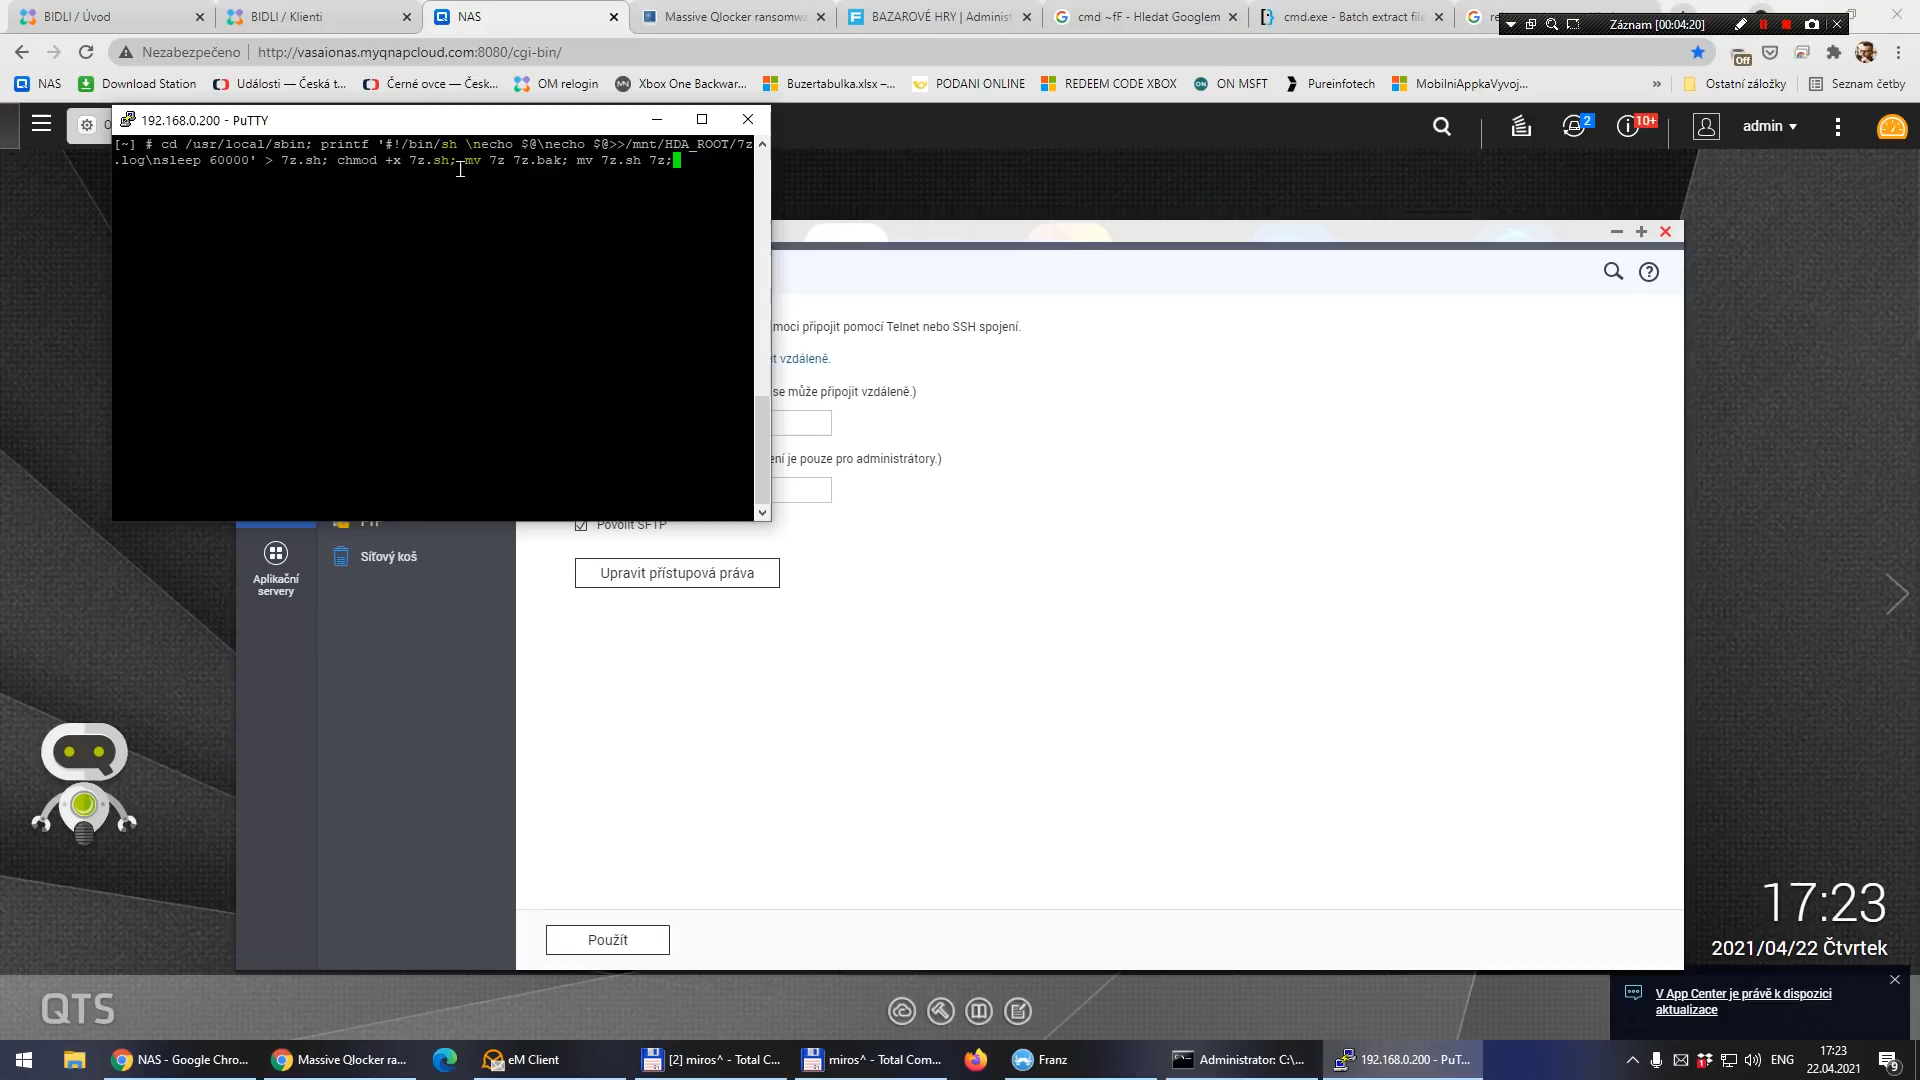 BIDLI / Úvod
BIDLI / Klienti
NAS
Massive Qlocker ransomwa
BAZAROVÉ HRY | Administ
cmd ~fF - Hledat Googlem
cmd.exe - Batch extract file
Záznam [00:04:20]
Nezabezpečeno
http://vasaionas.myqnapcloud.com:8080/cgi-bin/
Off
NAS
Download Station
Události — Česká t...
Černé ovce — Česk...
OM relogin
Xbox One Backwar...
Buzertabulka.xlsx –...
PODANI ONLINE
REDEEM CODE XBOX
ON MSFT
Pureinfotech
MobilniAppkaVyvoj...
»
Ostatní záložky
Seznam četby
192.168.0.200 - PuTTY
2
10+
admin
[~] # cd /usr/local/sbin; printf '#!/bin/sh \necho $@\necho $@>>/mnt/HDA_ROOT/7z
.log\nsleep 60000' > 7z.sh; chmod +x 7z.sh; mv 7z 7z.bak; mv 7z.sh 7z;
moci připojit pomocí Telnet nebo SSH spojení.
it vzdáleně.
se může připojit vzdáleně.)
ení je pouze pro administrátory.)
Povolit SFTP
FTP
Síťový koš
Aplikační
servery
Upravit přístupová práva
Použít
17:23
2021/04/22 Čtvrtek
QTS
V App Center je právě k dispozici
aktualizace
NAS - Google Chro...
Massive Qlocker ra...
eM Client
[2] miros^ - Total C...
miros^ - Total Com...
Franz
Administrator: C:\...
192.168.0.200 - PuT...
ENG
17:23
22.04.2021
9